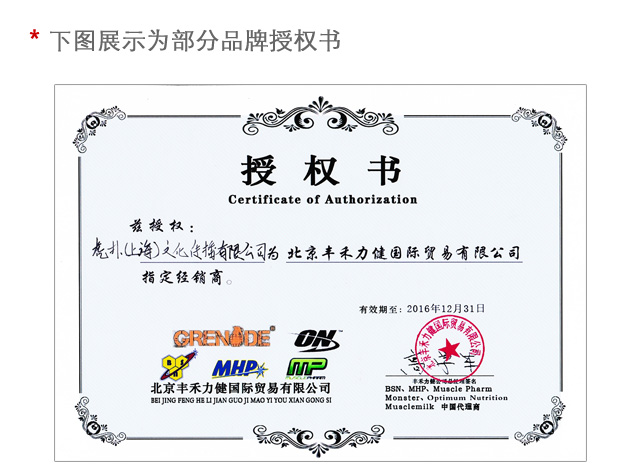 * 下图展示为部分品牌授权书
授权书
Certificate of Authorization
兹授权：
虎扑(上海)文化传播有限公司为 北京丰禾力健国际贸易有限公司
指定经销商。
有效期至：2016年12月31日
GRENADE®
ON™
MHP
MP
MUSCLEPHARM
北京丰禾力健国际贸易有限公司
BEI JING FENG HE LI JIAN GUO JI MAO YI YOU XIAN GONG SI
北京丰禾力健国际贸易有限公司
BSN、MHP、Muscle Pharm
Monster、Optimum Nutrition
Musclemilk 中国代理商